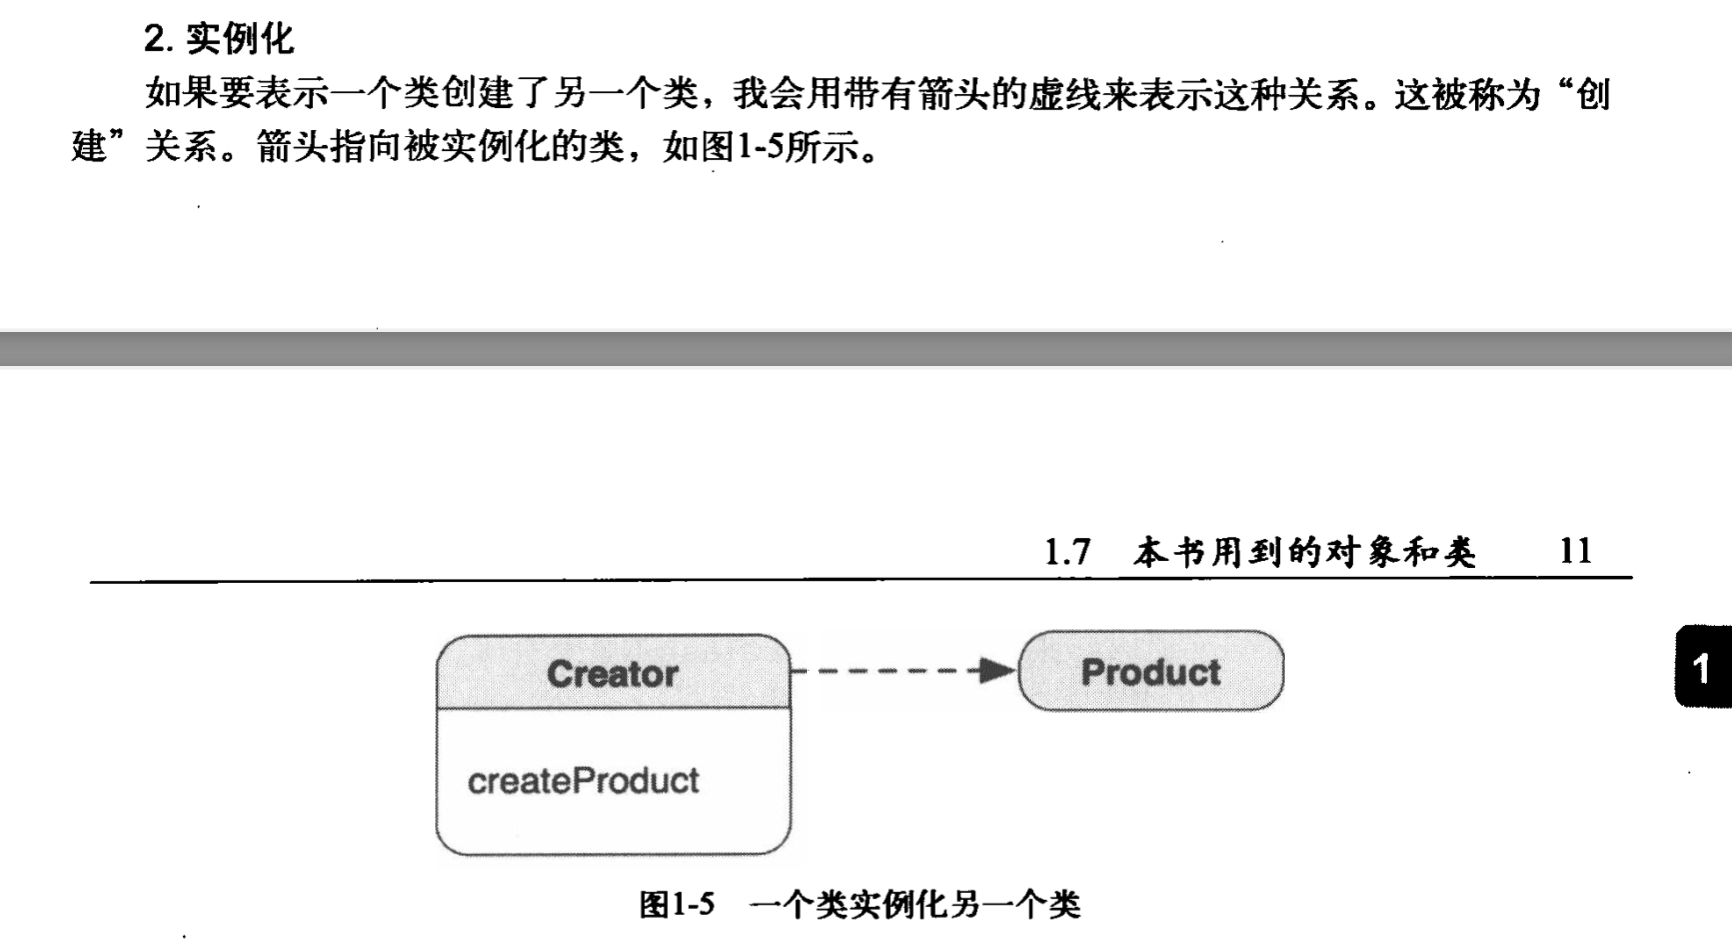 2. 实例化
如果要表示一个类创建了另一个类，我会用带有箭头的虚线来表示这种关系。这被称为“创
建”关系。箭头指向被实例化的类，如图1-5所示。
1.7 本书用到的对象和类 11
Creator
Product
1
createProduct
图1-5 一个类实例化另一个类